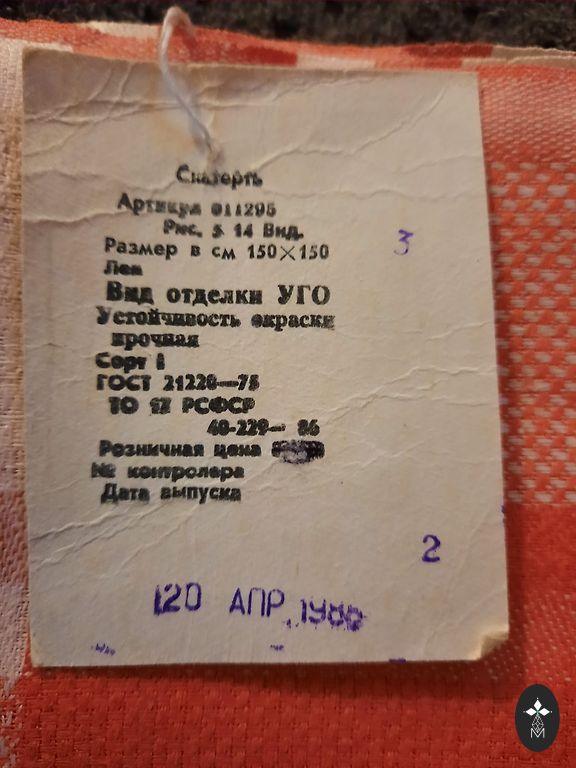 Скатерть
Артикул 011295
Рис. 5 14 Вид.
Размер в см 150×150
3
Лен
Вид отделки УГО
Устойчивость окраски
прочная
Сорт I
ГОСТ 21220—75
ТО 17 РСФСР
40-229— 86
Розничная цена
№ контролера
Дата выпуска
2
20 АПР 1986
M